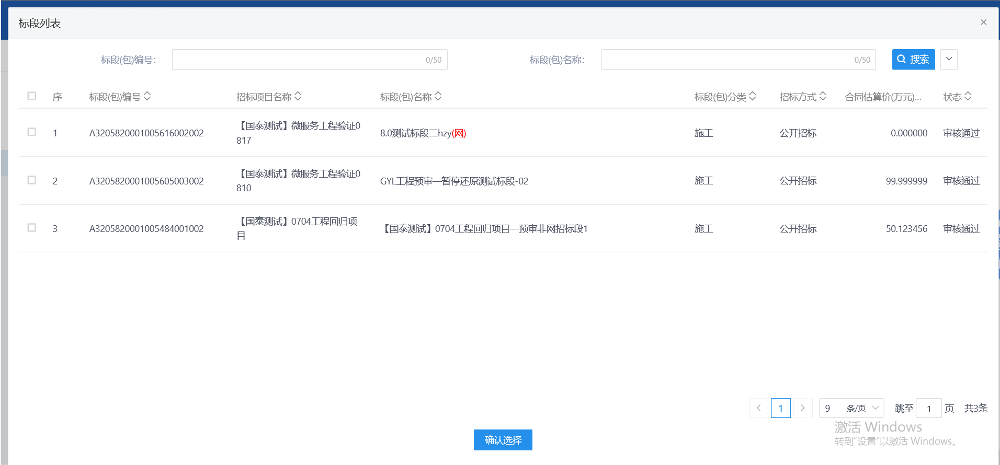 标段列表
标段(包)编号: 0/50 标段(包)名称: 0/50 搜索
序 标段(包)编号 招标项目名称 标段(包)名称 标段(包)分类 招标方式 合同估算价(万元)... 状态
1 A3205820001005616002002 【国泰测试】微服务工程验证0 8.0测试标段二hzy(网) 施工 公开招标 0.000000 审核通过
817
2 A3205820001005605003002 【国泰测试】微服务工程验证0 GYL工程预审—暂停还原测试标段-02 施工 公开招标 99.999999 审核通过
810
3 A3205820001005484001002 【国泰测试】0704工程回归项 【国泰测试】0704工程回归项目—预审非网招标段1 施工 公开招标 50.123456 审核通过
目
1 9 条/页 跳至 1 页 共3条
激活 Windows
转到“设置”以激活 Windows。
确认选择